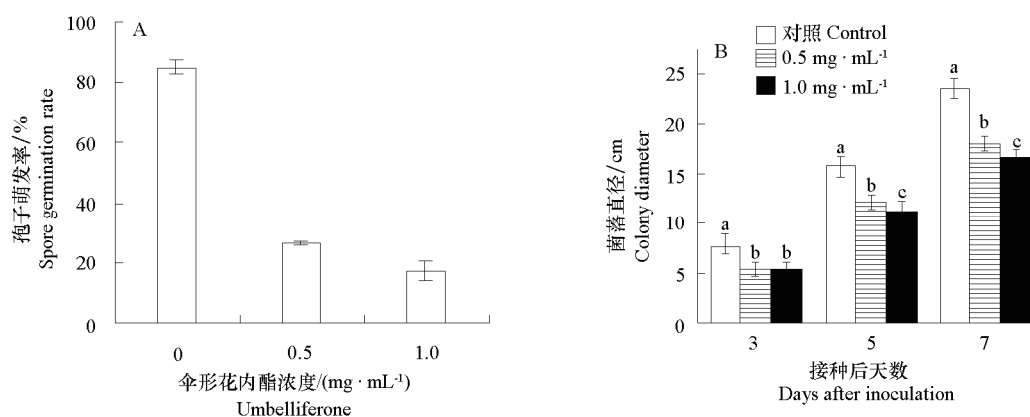 A
100
80
60
40
20
0
孢子萌发率/%
Spore germination rate
0 0.5 1.0
伞形花内酯浓度/(mg · mL⁻¹)
Umbelliferone
B
对照 Control
0.5 mg · mL⁻¹
1.0 mg · mL⁻¹
25
20
15
10
5
0
菌落直径/cm
Colony diameter
a b b
a b c
a b c
3 5 7
接种后天数
Days after inoculation